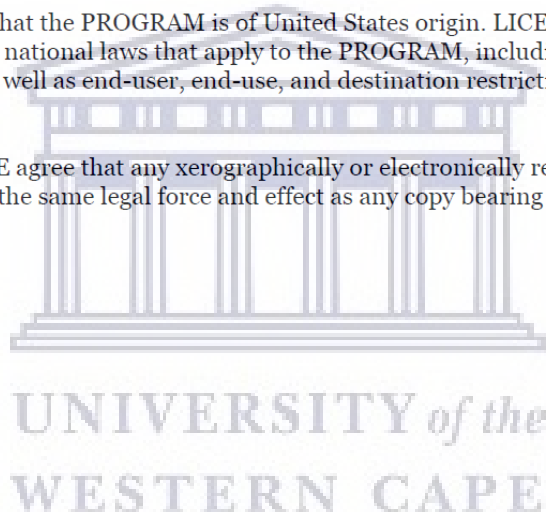 hat the PROGRAM is of United States origin. LICE
national laws that apply to the PROGRAM, includi
well as end-user, end-use, and destination restricti
E agree that any xerographically or electronically re
the same legal force and effect as any copy bearing
UNIVERSITY of the
WESTERN CAPE